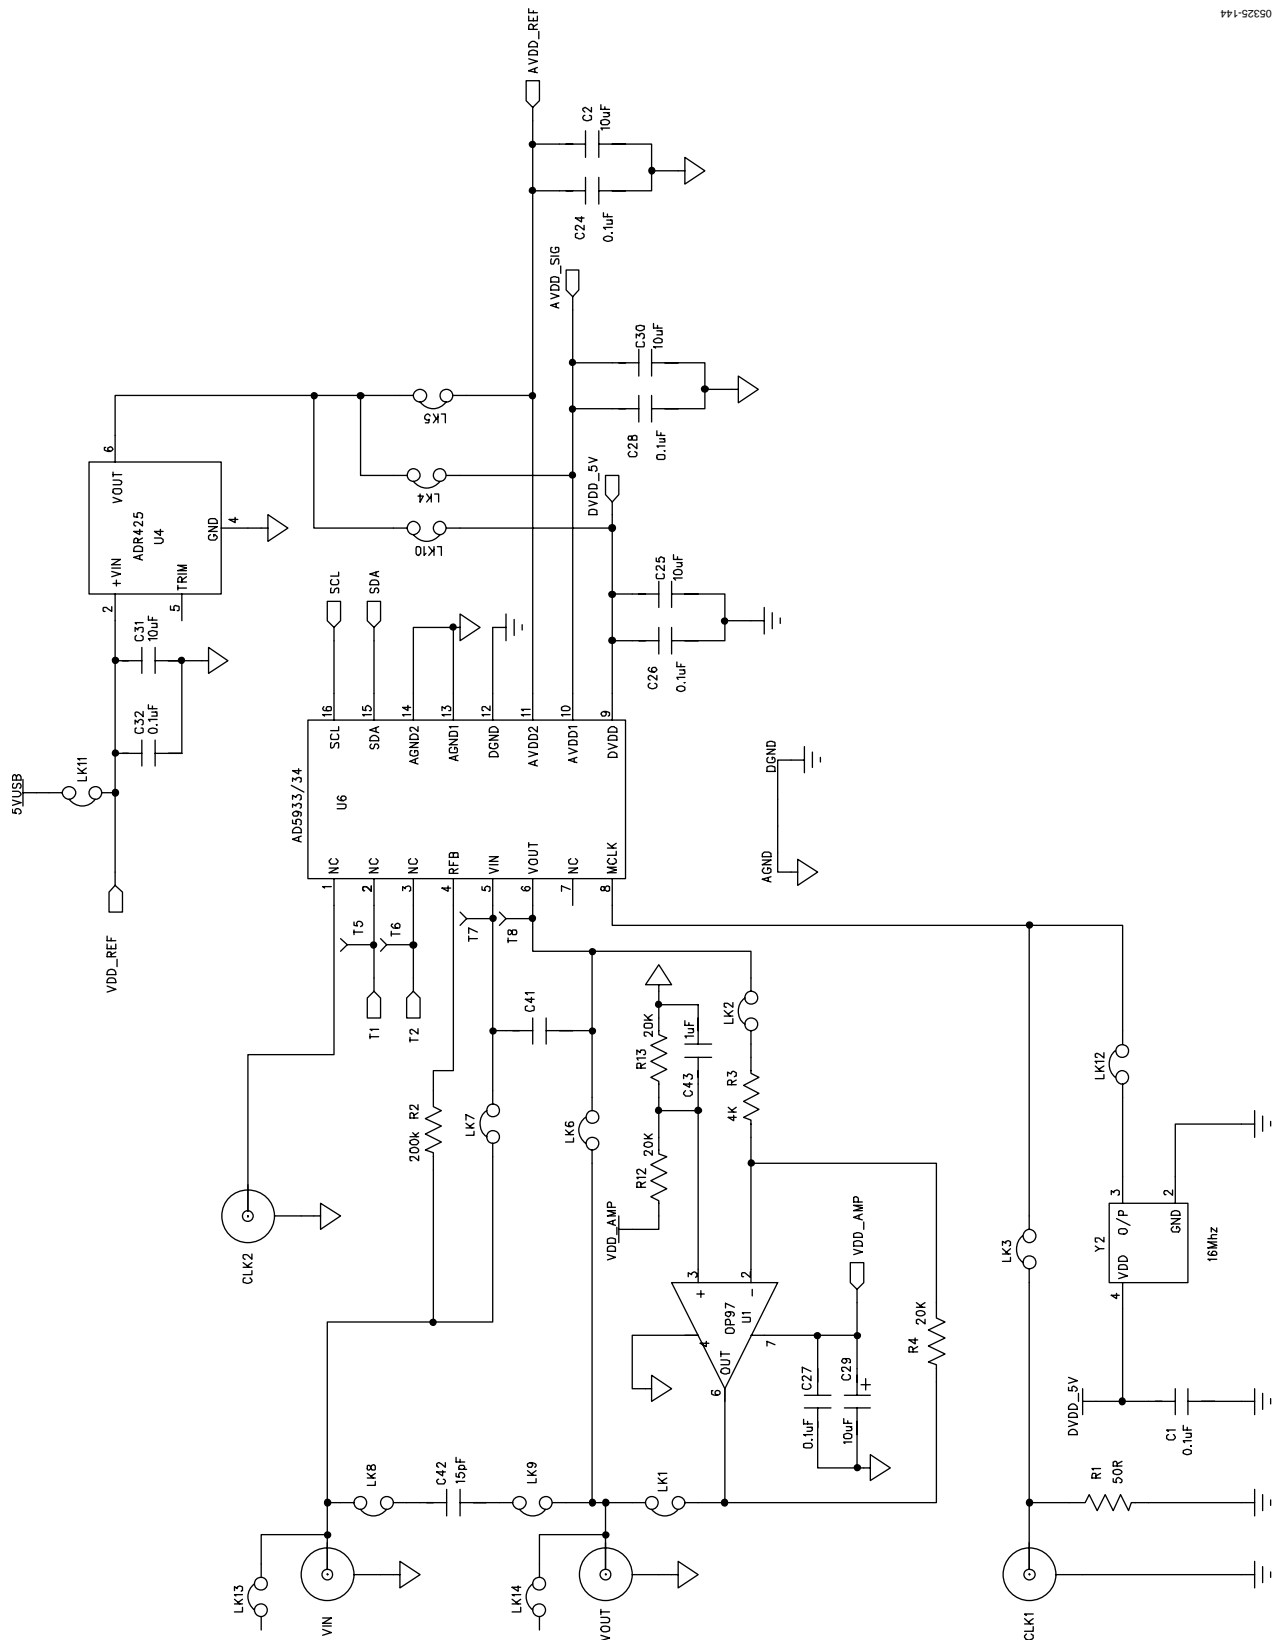 05325-144
AVDD_REF
C2
10uF
C24
0.1uF
AVDD_SIG
C30
10uF
C28
0.1uF
LK5
LK4
LK10
DVDD_5V
C25
10uF
C26
0.1uF
6
VOUT
ADR425
U4
GND
4
+VIN
TRIM
2
5
C31
10uF
C32
0.1uF
5VUSB
LK11
VDD_REF
SCL
SDA
16
15
14
13
12
11
10
9
SCL
SDA
AGND2
AGND1
DGND
AVDD2
AVDD1
DVDD
AD5933/34
U6
NC
NC
NC
RFB
VIN
VOUT
NC
MCLK
1
2
3
4
5
6
7
8
AGND
DGND
T5
T6
T7
T8
T1
T2
C41
R13
20K
1uF
C43
LK2
R3
4K
R12
20K
VDD_AMP
200k
R2
LK7
LK6
CLK2
LK12
LK3
3
2
+
-
OP97
U1
OUT
4
7
6
VDD_AMP
C27
0.1uF
C29
10uF
+
R4
20K
3
2
O/P
GND
Y2
VDD
16Mhz
4
DVDD_5V
C1
0.1uF
R1
50R
LK8
C42
15pF
LK9
LK1
LK13
VIN
LK14
VOUT
CLK1